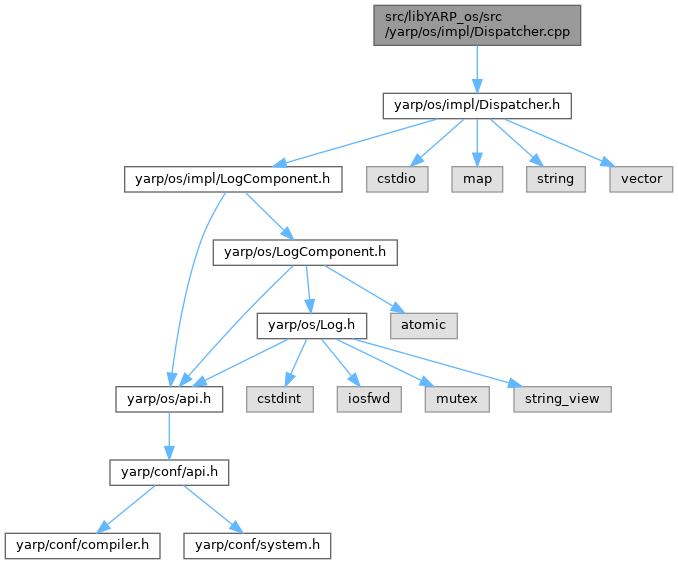 src/libYARP_os/src
/yarp/os/impl/Dispatcher.cpp
yarp/os/impl/Dispatcher.h
yarp/os/impl/LogComponent.h
cstdio
map
string
vector
yarp/os/LogComponent.h
yarp/os/Log.h
atomic
yarp/os/api.h
cstdint
iosfwd
mutex
string_view
yarp/conf/api.h
yarp/conf/compiler.h
yarp/conf/system.h